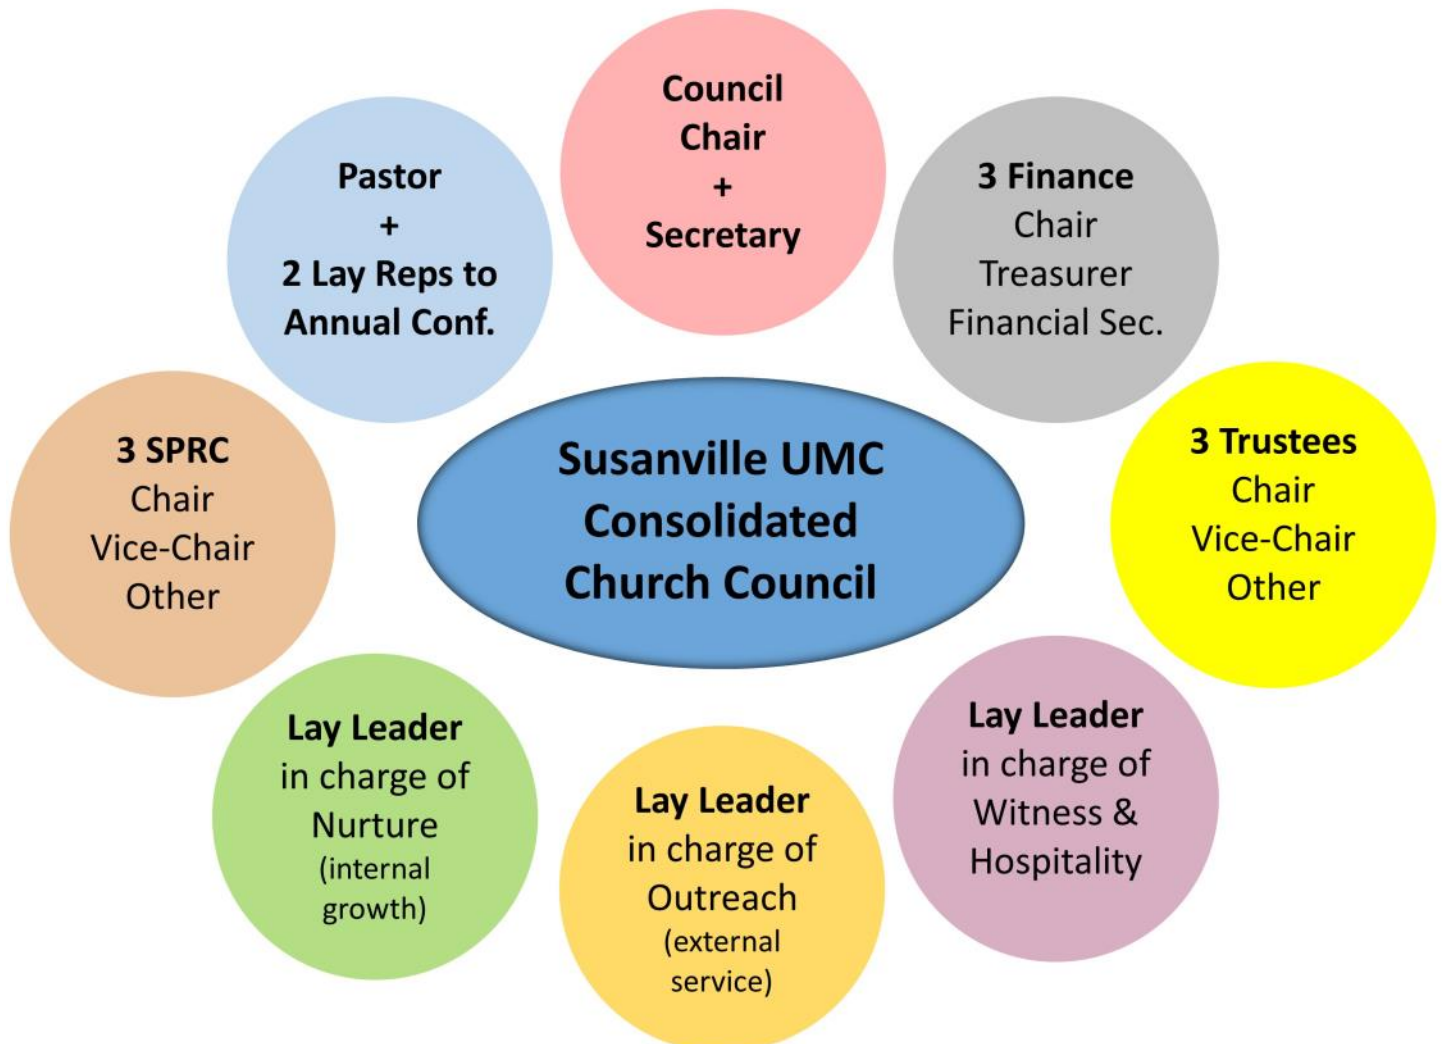 Council
Chair
+
Secretary
Pastor
+
2 Lay Reps to
Annual Conf.
3 Finance
Chair
Treasurer
Financial Sec.
3 SPRC
Chair
Vice-Chair
Other
Susanville UMC
Consolidated
Church Council
3 Trustees
Chair
Vice-Chair
Other
Lay Leader
in charge of
Nurture
(internal
growth)
Lay Leader
in charge of
Outreach
(external
service)
Lay Leader
in charge of
Witness &
Hospitality